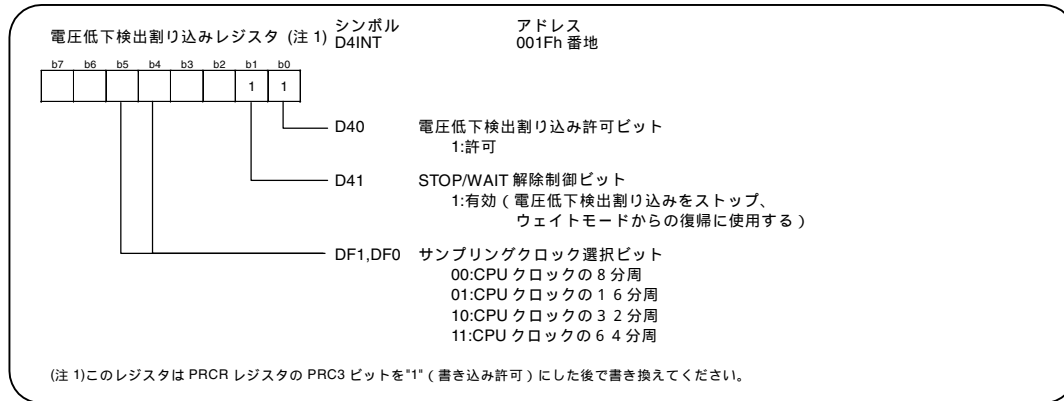 電圧低下検出割り込みレジスタ (注 1)
シンボル
D4INT
アドレス
001Fh 番地
b7 b6 b5 b4 b3 b2 b1 b0
1 1
D40 電圧低下検出割り込み許可ビット
1:許可
D41 STOP/WAIT 解除制御ビット
1:有効（電圧低下検出割り込みをストップ、
ウェイトモードからの復帰に使用する）
DF1,DF0 サンプリングクロック選択ビット
00:CPU クロックの 8 分周
01:CPU クロックの 1 6 分周
10:CPU クロックの 3 2 分周
11:CPU クロックの 6 4 分周
(注 1)このレジスタは PRCR レジスタの PRC3 ビットを"1"（書き込み許可）にした後で書き換えてください。